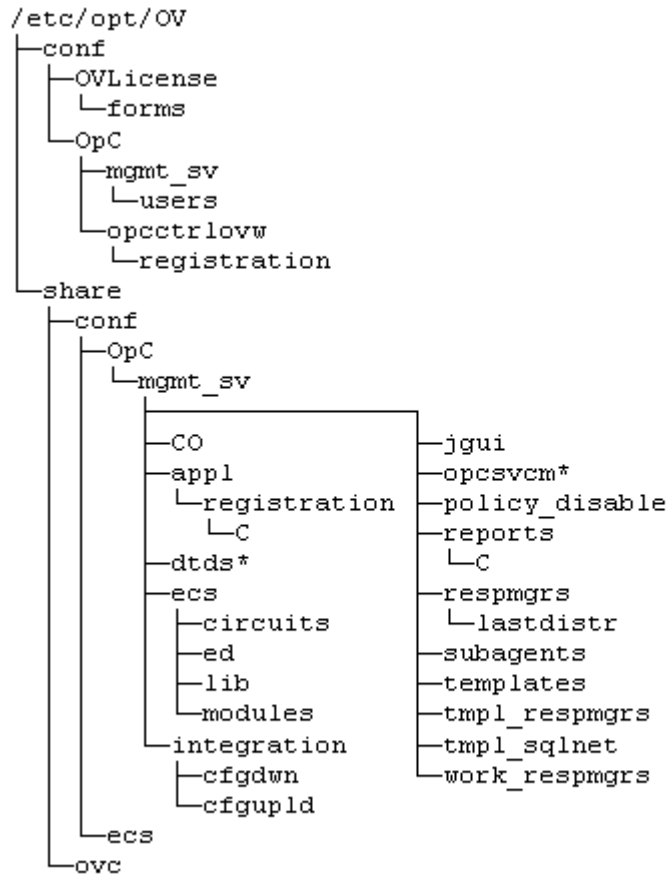 /etc/opt/OV
conf
OVLicense
forms
OpC
mgmt_sv
users
opcctrlovw
registration
share
conf
OpC
mgmt_sv
CO
appl
registration
C
dtds*
ecs
circuits
ed
lib
modules
integration
cfgdwn
cfgupld
jgui
opcsvcm*
policy_disable
reports
C
respmgrs
lastdistr
subagents
templates
tmpl_respmgrs
tmpl_sqlnet
work_respmgrs
ecs
ovc